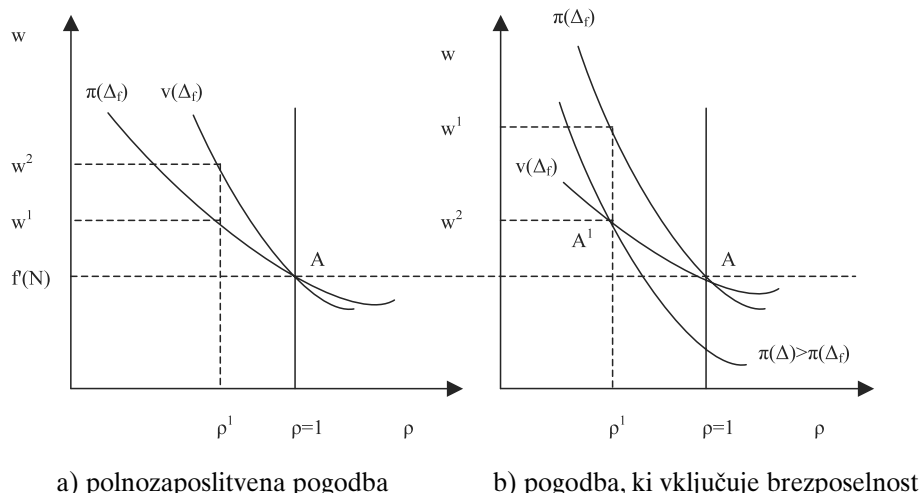 w
π(Δf)
v(Δf)
w²
w¹
f'(N)
A
ρ¹
ρ=1
ρ
a) polnozaposlitvena pogodba
π(Δf)
w
w¹
v(Δf)
w²
A¹
A
π(Δ)>π(Δf)
ρ¹
ρ=1
ρ
b) pogodba, ki vključuje brezposelnost